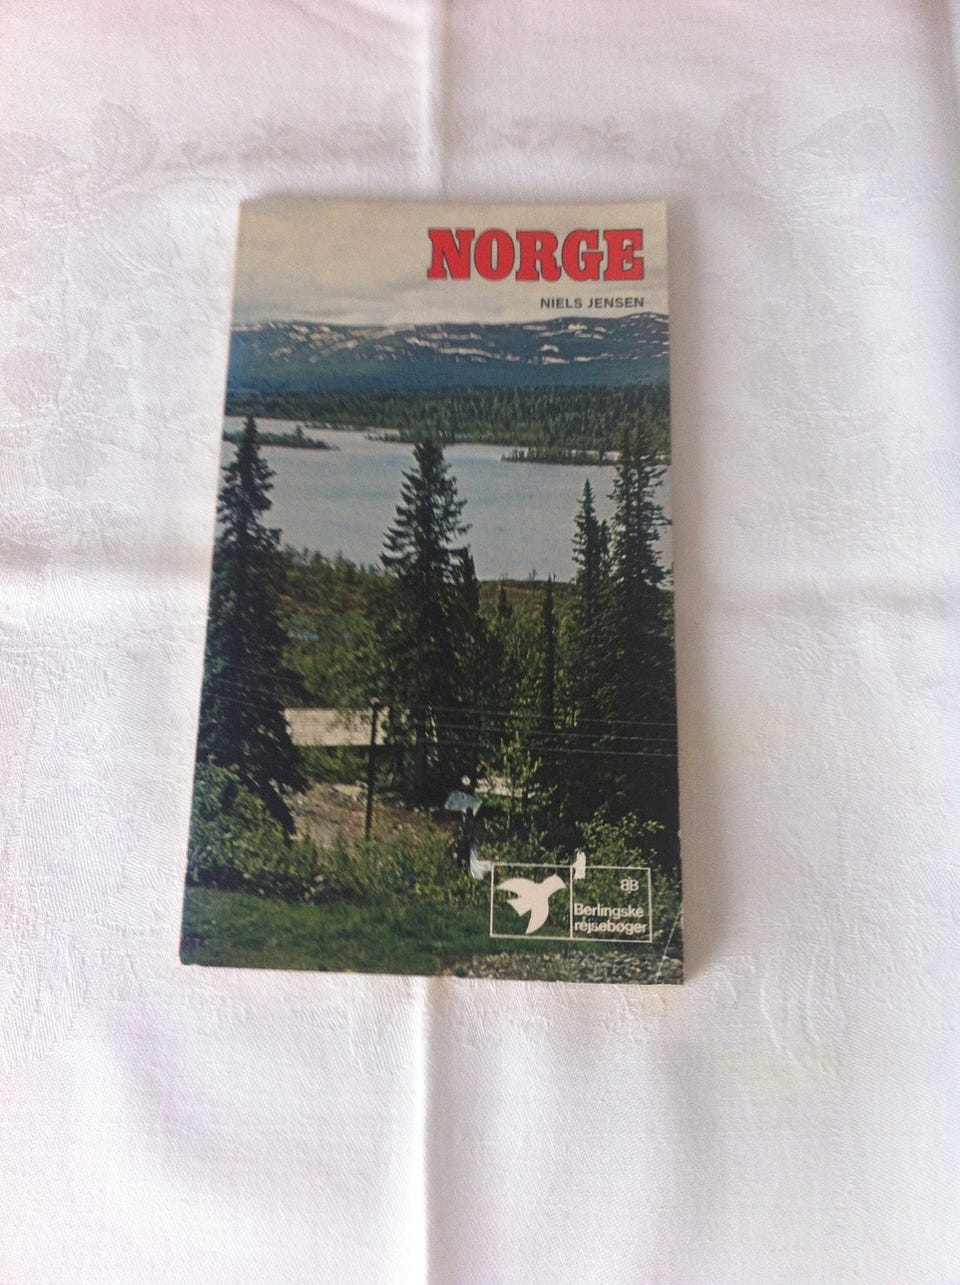 NORGE
NIELS JENSEN
BB
Berlingske
rejsebøger